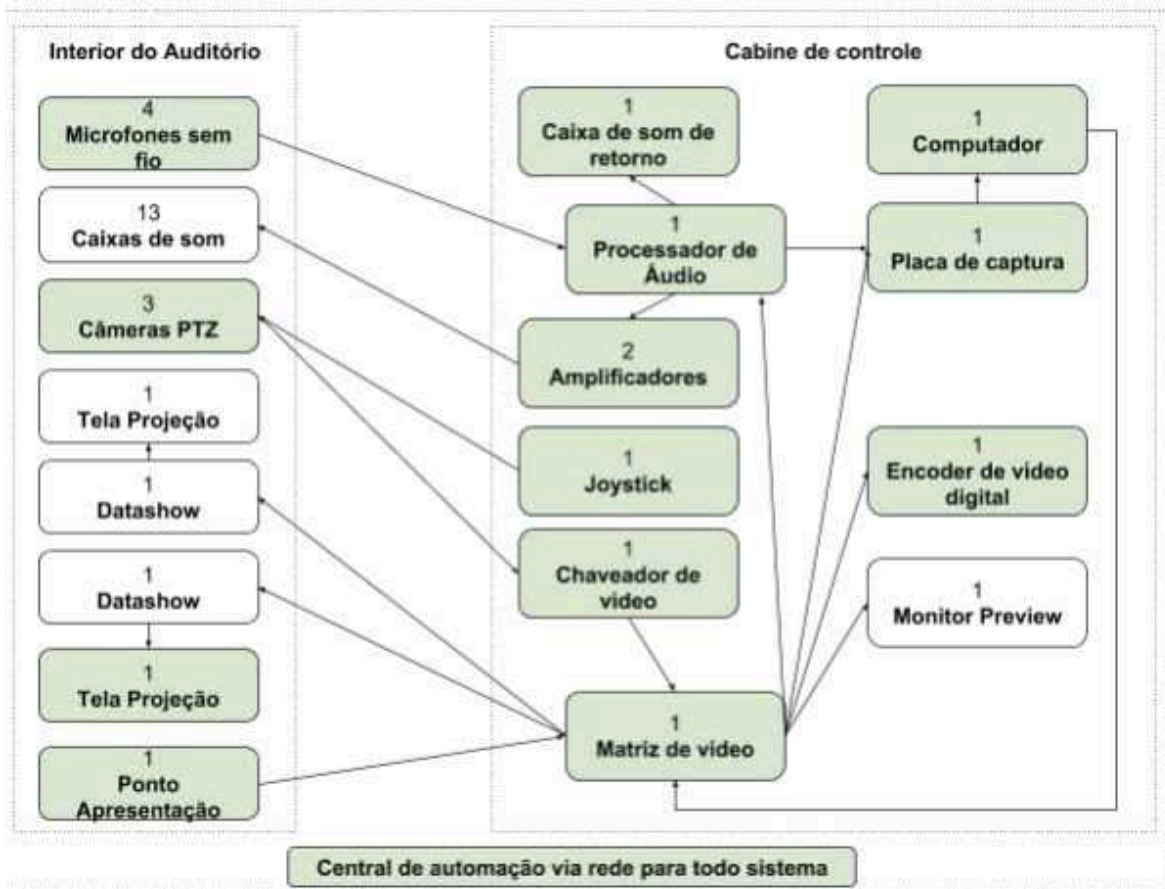 Interior do Auditório
4
Microfones sem
fio
13
Caixas de som
3
Câmeras PTZ
1
Tela Projeção
1
Datashow
1
Datashow
1
Tela Projeção
1
Ponto
Apresentação
Cabine de controle
1
Caixa de som de
retorno
1
Processador de
Áudio
2
Amplificadores
1
Joystick
1
Chaveador de
video
1
Matriz de video
1
Computador
1
Placa de captura
1
Encoder de video
digital
1
Monitor Preview
Central de automação via rede para todo sistema